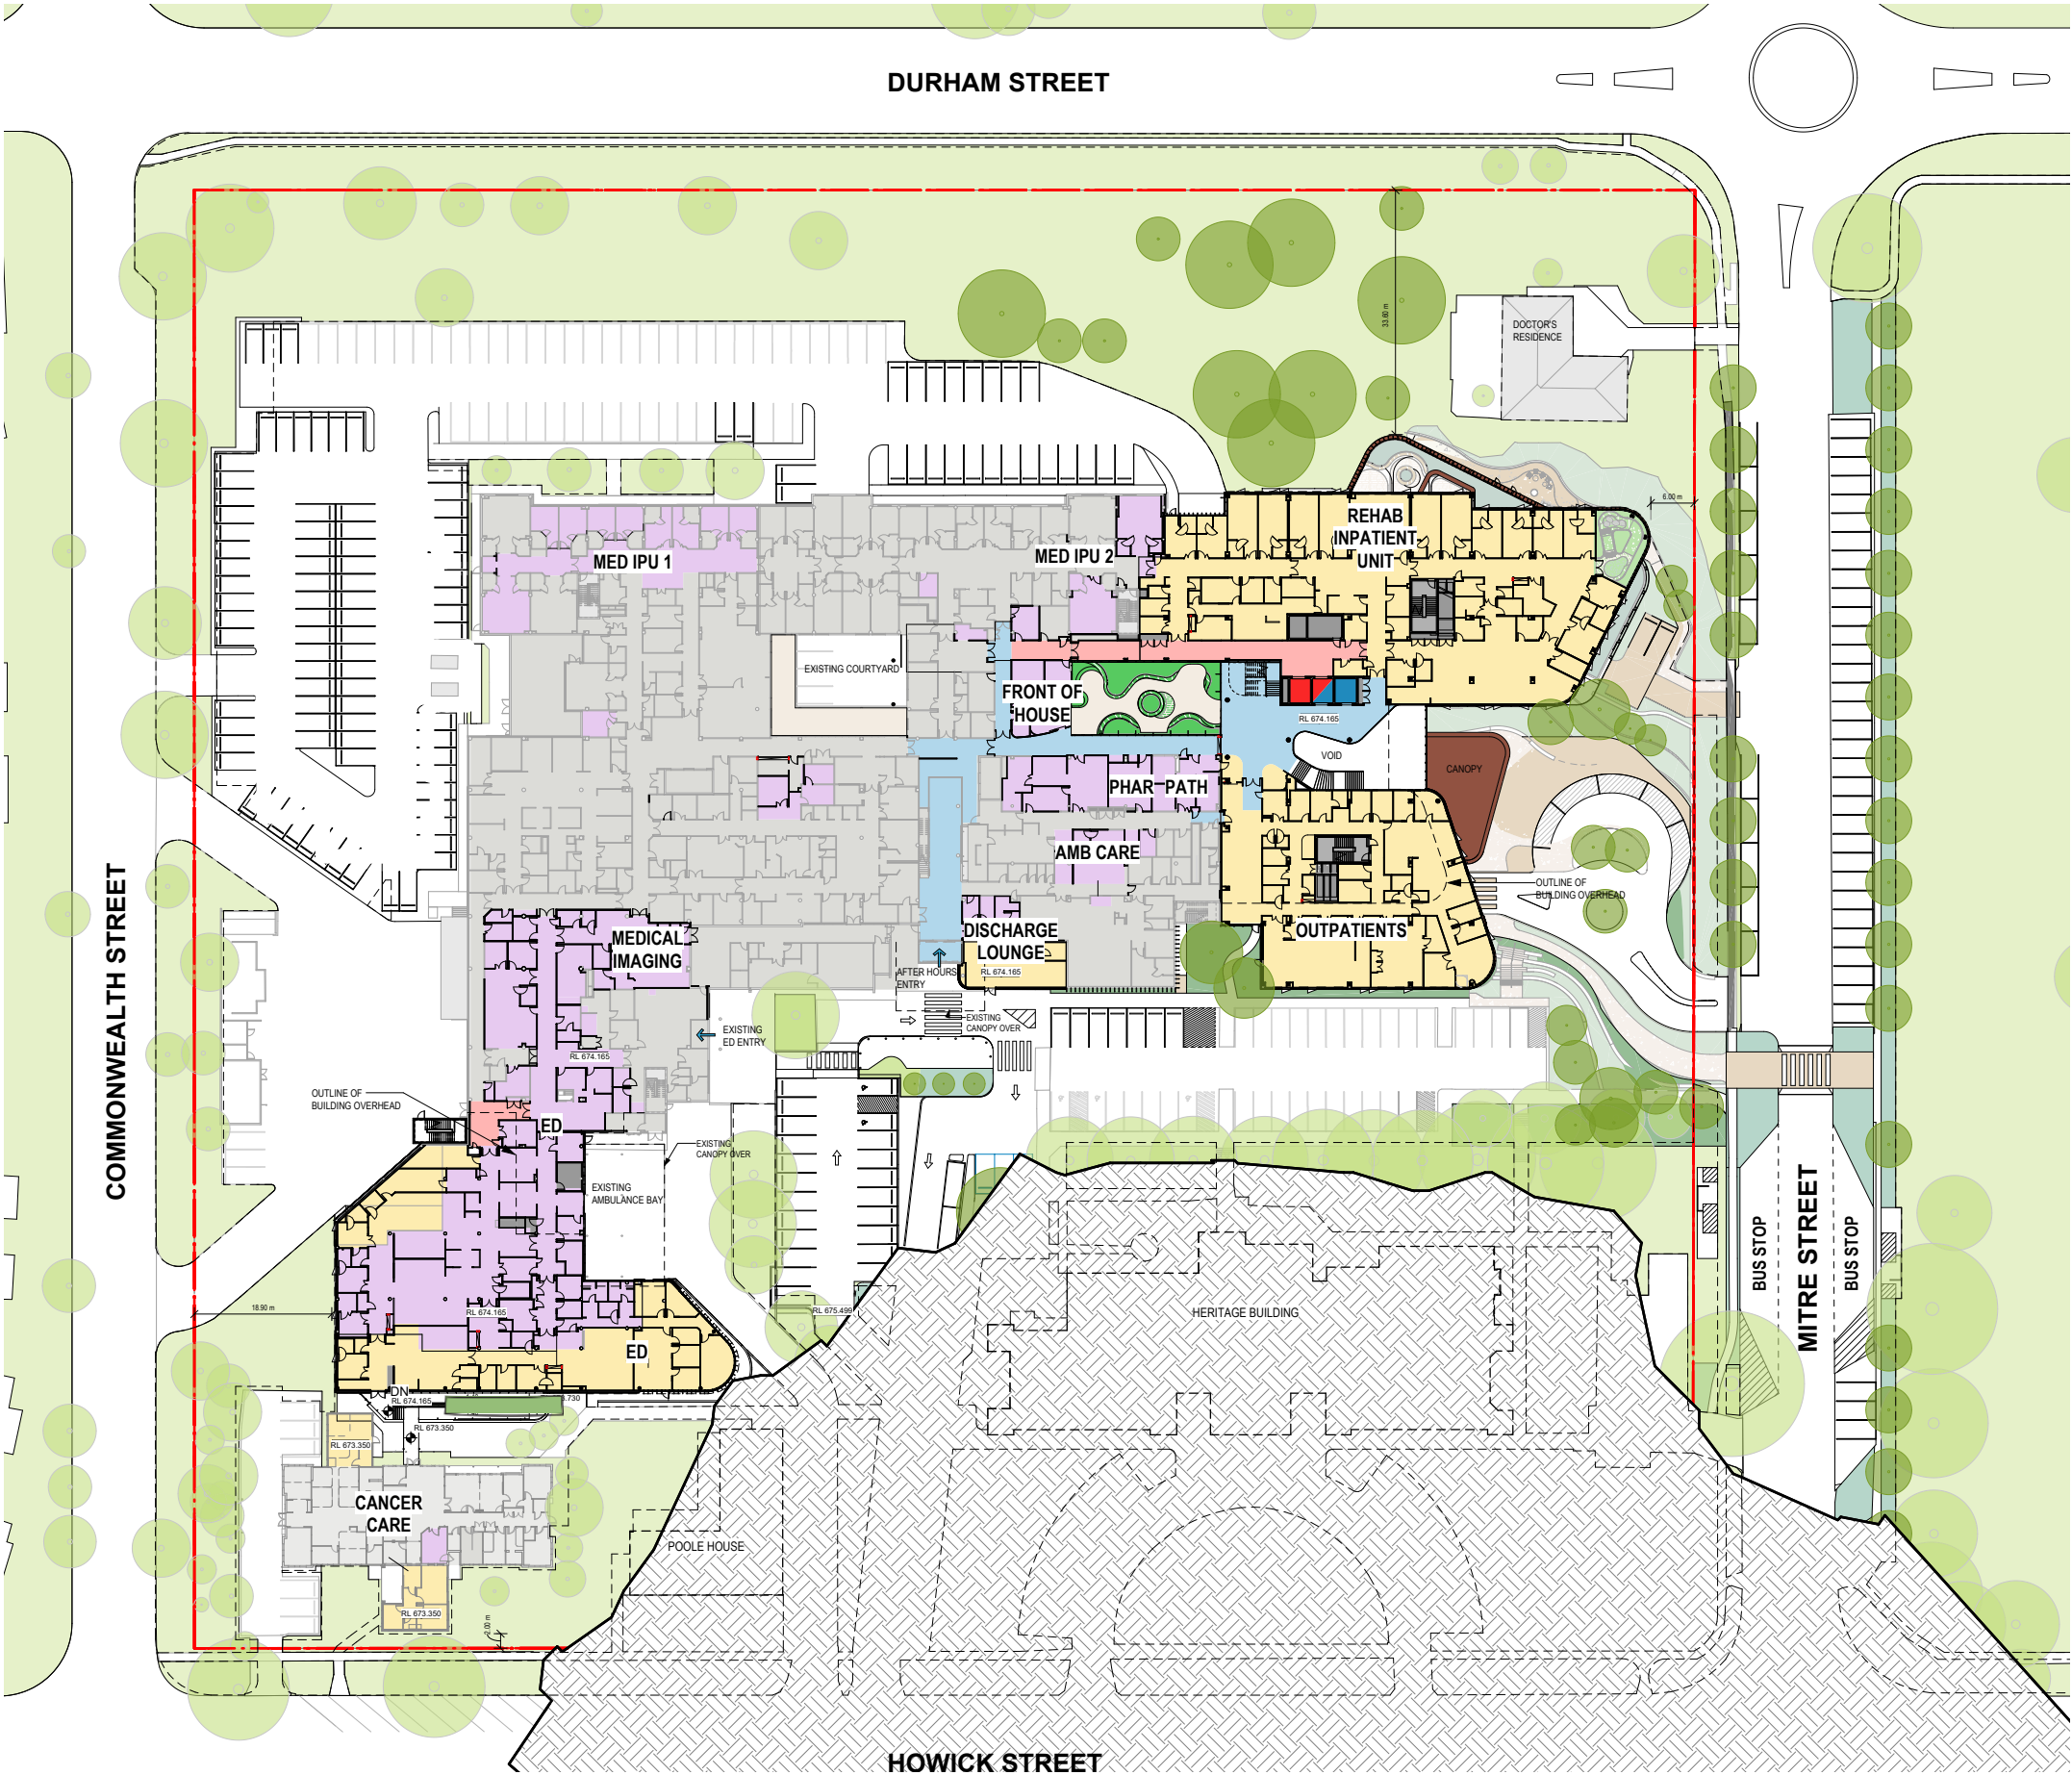 DURHAM STREET
33.60 m
DOCTOR'S
RESIDENCE
6.00 m
REHAB
INPATIENT
UNIT
MED IPU 1
MED IPU 2
EXISTING COURTYARD
FRONT OF
HOUSE
RL 674.165
VOID
CANOPY
PHAR
PATH
AMB CARE
OUTLINE OF
BUILDING OVERHEAD
OUTPATIENTS
MEDICAL
IMAGING
DISCHARGE
LOUNGE
RL 674.165
AFTER HOURS
ENTRY
EXISTING
CANOPY OVER
EXISTING
ED ENTRY
RL 674.165
COMMONWEALTH STREET
OUTLINE OF
BUILDING OVERHEAD
ED
EXISTING
CANOPY OVER
EXISTING
AMBULANCE BAY
BUS STOP
MITRE STREET
BUS STOP
18.90 m
RL 674.165
RL 675.499
HERITAGE BUILDING
ED
DN
RL 674.165
.730
RL 673.350
RL 673.350
CANCER
CARE
POOLE HOUSE
RL 673.350
2.00 m
HOWICK STREET